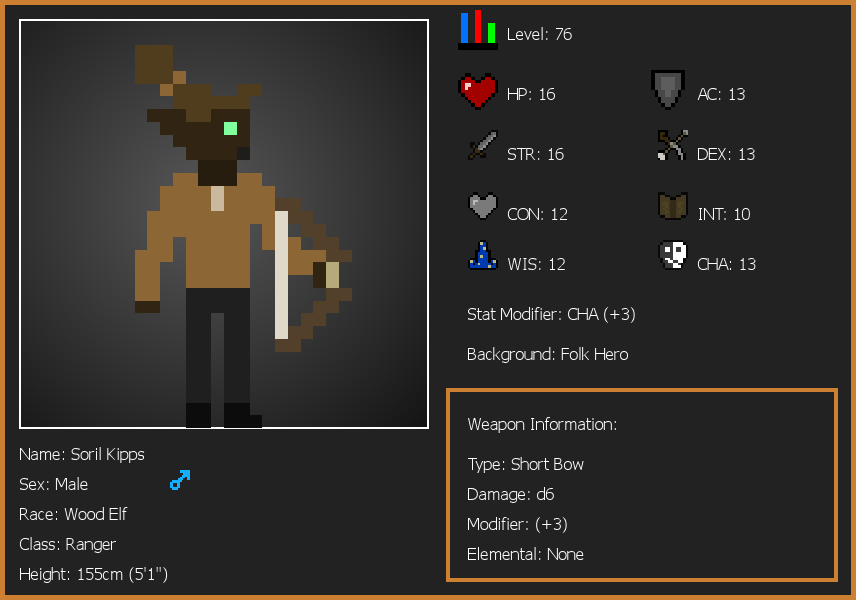 Level: 76
HP: 16
AC: 13
STR: 16
DEX: 13
CON: 12
INT: 10
WIS: 12
CHA: 13
Stat Modifier: CHA (+3)
Background: Folk Hero
Weapon Information:
Type: Short Bow
Damage: d6
Modifier: (+3)
Elemental: None
Name: Soril Kipps
Sex: Male
Race: Wood Elf
Class: Ranger
Height: 155cm (5'1")